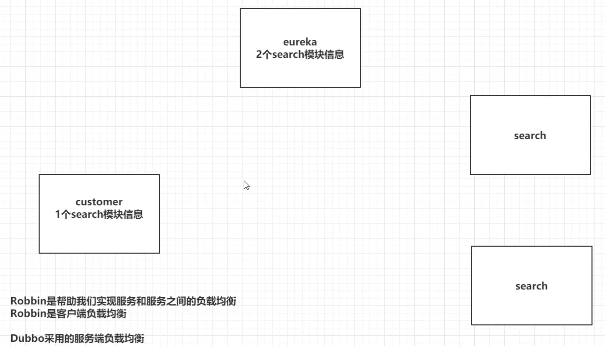 eureka
2个search模块信息
search
customer
1个search模块信息
search
Robbin是帮助我们实现服务和服务之间的负载均衡
Robbin是客户端负载均衡
Dubbo采用的服务端负载均衡